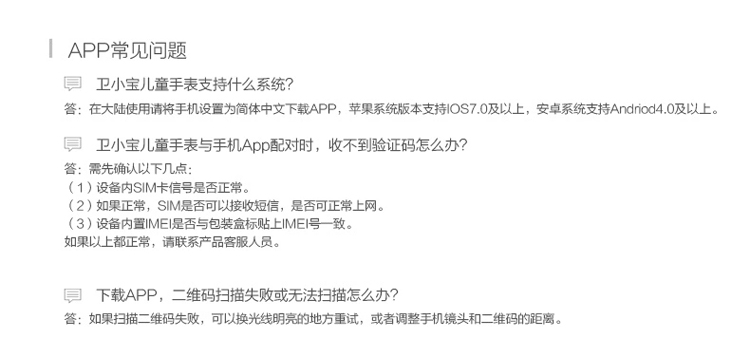 APP常见问题
卫小宝儿童手表支持什么系统？
答：在大陆使用请将手机设置为简体中文下载APP，苹果系统版本支持IOS7.0及以上，安卓系统支持Andriod4.0及以上。
卫小宝儿童手表与手机App配对时，收不到验证码怎么办？
答：需先确认以下几点：
（1）设备内SIM卡信号是否正常。
（2）如果正常，SIM是否可以接收短信，是否可正常上网。
（3）设备内置IMEI是否与包装盒标贴上IMEI号一致。
如果以上都正常，请联系产品客服人员。
下载APP，二维码扫描失败或无法扫描怎么办？
答：如果扫描二维码失败，可以换光线明亮的地方重试，或者调整手机镜头和二维码的距离。